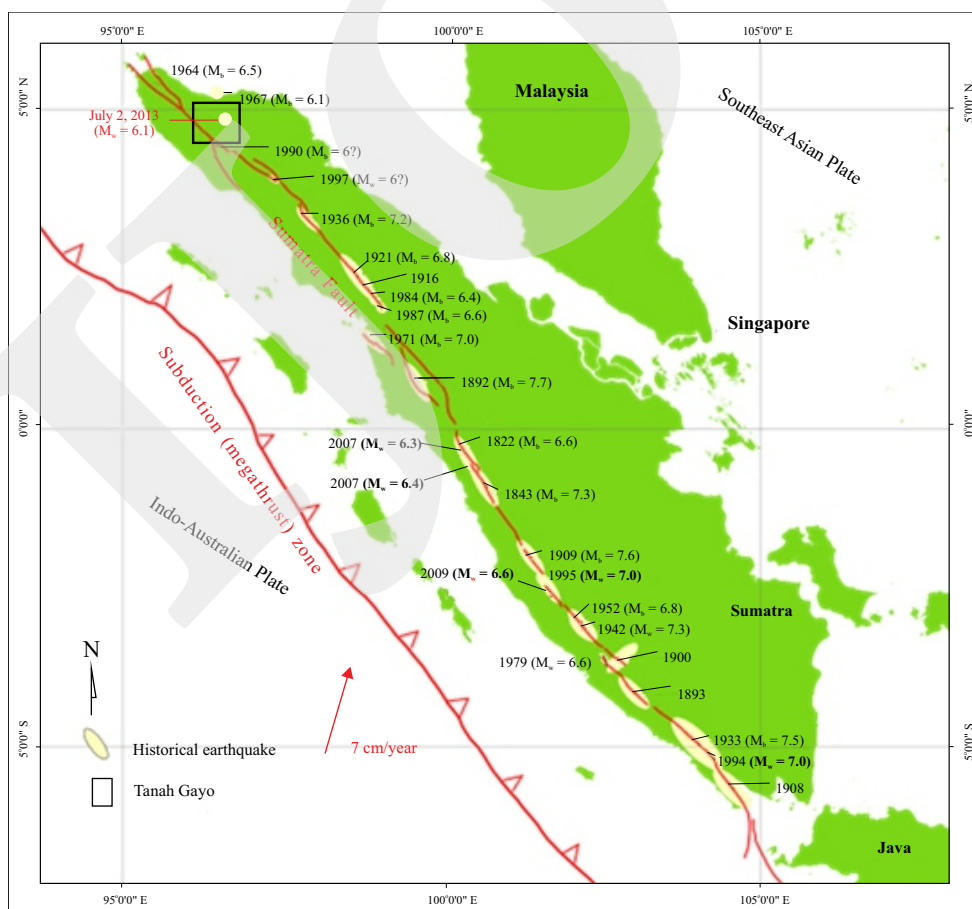 95°0'0" E
100°0'0" E
105°0'0" E
5°0'0" N
5°0'0" N
1964 (Mb = 6.5)
1967 (Mb = 6.1)
July 2, 2013
(Mw = 6.1)
Malaysia
Southeast Asian Plate
1990 (Mb = 6?)
1997 (Mw = 6?)
1936 (Mb = 7.2)
Sumatra Fault
1921 (Mb = 6.8)
1916
1984 (Mb = 6.4)
1987 (Mb = 6.6)
Singapore
1971 (Mb = 7.0)
1892 (Mb = 7.7)
Subduction (megathrust) zone
0°0'0"
0°0'0"
1822 (Mb = 6.6)
2007 (Mw = 6.3)
2007 (Mw = 6.4)
1843 (Mb = 7.3)
Indo-Australian Plate
1909 (Mb = 7.6)
1995 (Mw = 7.0)
2009 (Mw = 6.6)
1952 (Mb = 6.8)
1942 (Mw = 7.3)
Sumatra
1979 (Mw = 6.6)
1900
1893
N
7 cm/year
Historical earthquake
Tanah Gayo
1933 (Mb = 7.5)
1994 (Mw = 7.0)
1908
5°0'0" S
5°0'0" S
Java
95°0'0" E
100°0'0" E
105°0'0" E